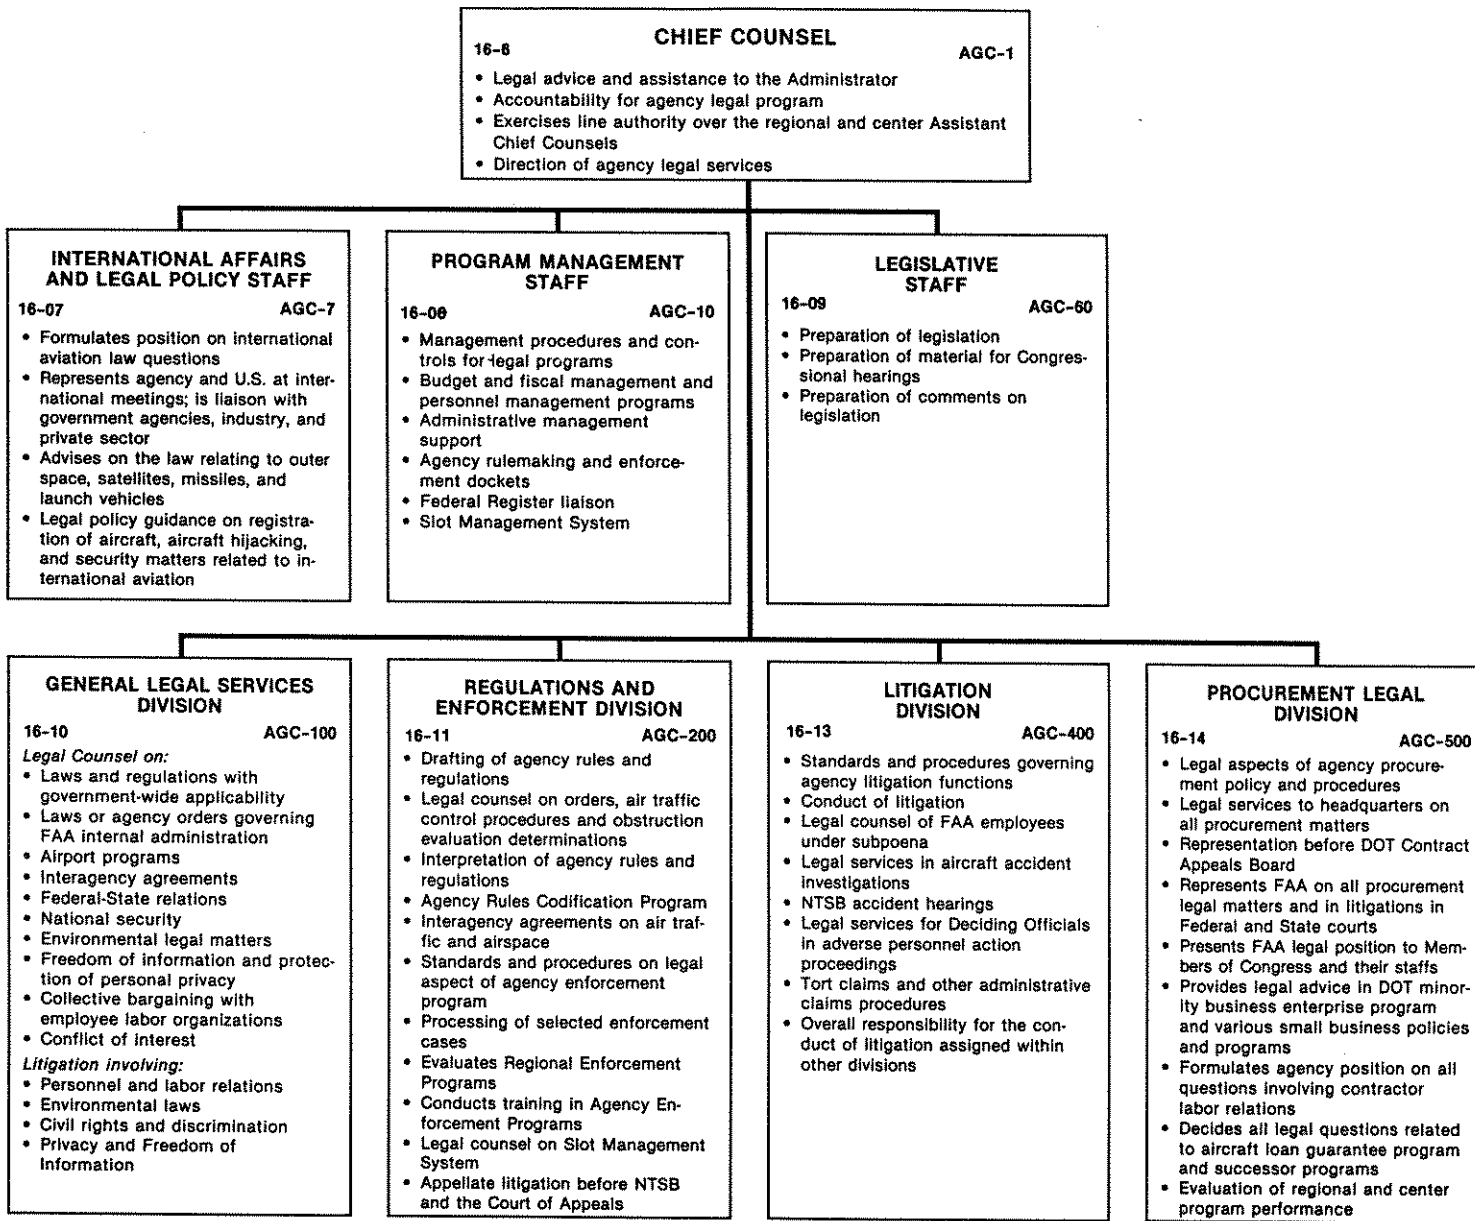 CHIEF COUNSEL
16-6 AGC-1
• Legal advice and assistance to the Administrator
• Accountability for agency legal program
• Exercises line authority over the regional and center Assistant
Chief Counsels
• Direction of agency legal services
INTERNATIONAL AFFAIRS
AND LEGAL POLICY STAFF
16-07 AGC-7
• Formulates position on international
aviation law questions
• Represents agency and U.S. at inter-
national meetings; is liaison with
government agencies, industry, and
private sector
• Advises on the law relating to outer
space, satellites, missiles, and
launch vehicles
• Legal policy guidance on registra-
tion of aircraft, aircraft hijacking,
and security matters related to in-
ternational aviation
PROGRAM MANAGEMENT
STAFF
16-08 AGC-10
• Management procedures and con-
trols for legal programs
• Budget and fiscal management and
personnel management programs
• Administrative management
support
• Agency rulemaking and enforce-
ment dockets
• Federal Register liaison
• Slot Management System
LEGISLATIVE
STAFF
16-09 AGC-60
• Preparation of legislation
• Preparation of material for Congres-
sional hearings
• Preparation of comments on
legislation
GENERAL LEGAL SERVICES
DIVISION
16-10 AGC-100
Legal Counsel on:
• Laws and regulations with
government-wide applicability
• Laws or agency orders governing
FAA internal administration
• Airport programs
• Interagency agreements
• Federal-State relations
• National security
• Environmental legal matters
• Freedom of information and protec-
tion of personal privacy
• Collective bargaining with
employee labor organizations
• Conflict of interest
Litigation involving:
• Personnel and labor relations
• Environmental laws
• Civil rights and discrimination
• Privacy and Freedom of
Information
REGULATIONS AND
ENFORCEMENT DIVISION
16-11 AGC-200
• Drafting of agency rules and
regulations
• Legal counsel on orders, air traffic
control procedures and obstruction
evaluation determinations
• Interpretation of agency rules and
regulations
• Agency Rules Codification Program
• Interagency agreements on air traf-
fic and airspace
• Standards and procedures on legal
aspect of agency enforcement
program
• Processing of selected enforcement
cases
• Evaluates Regional Enforcement
Programs
• Conducts training in Agency En-
forcement Programs
• Legal counsel on Slot Management
System
• Appellate litigation before NTSB
and the Court of Appeals
LITIGATION
DIVISION
16-13 AGC-400
• Standards and procedures governing
agency litigation functions
• Conduct of litigation
• Legal counsel of FAA employees
under subpoena
• Legal services in aircraft accident
investigations
• NTSB accident hearings
• Legal services for Deciding Officials
in adverse personnel action
proceedings
• Tort claims and other administrative
claims procedures
• Overall responsibility for the con-
duct of litigation assigned within
other divisions
PROCUREMENT LEGAL
DIVISION
16-14 AGC-500
• Legal aspects of agency procure-
ment policy and procedures
• Legal services to headquarters on
all procurement matters
• Representation before DOT Contract
Appeals Board
• Represents FAA on all procurement
legal matters and in litigations in
Federal and State courts
• Presents FAA legal position to Mem-
bers of Congress and their staffs
• Provides legal advice in DOT minor-
ity business enterprise program
and various small business policies
and programs
• Formulates agency position on all
questions involving contractor
labor relations
• Decides all legal questions related
to aircraft loan guarantee program
and successor programs
• Evaluation of regional and center
program performance